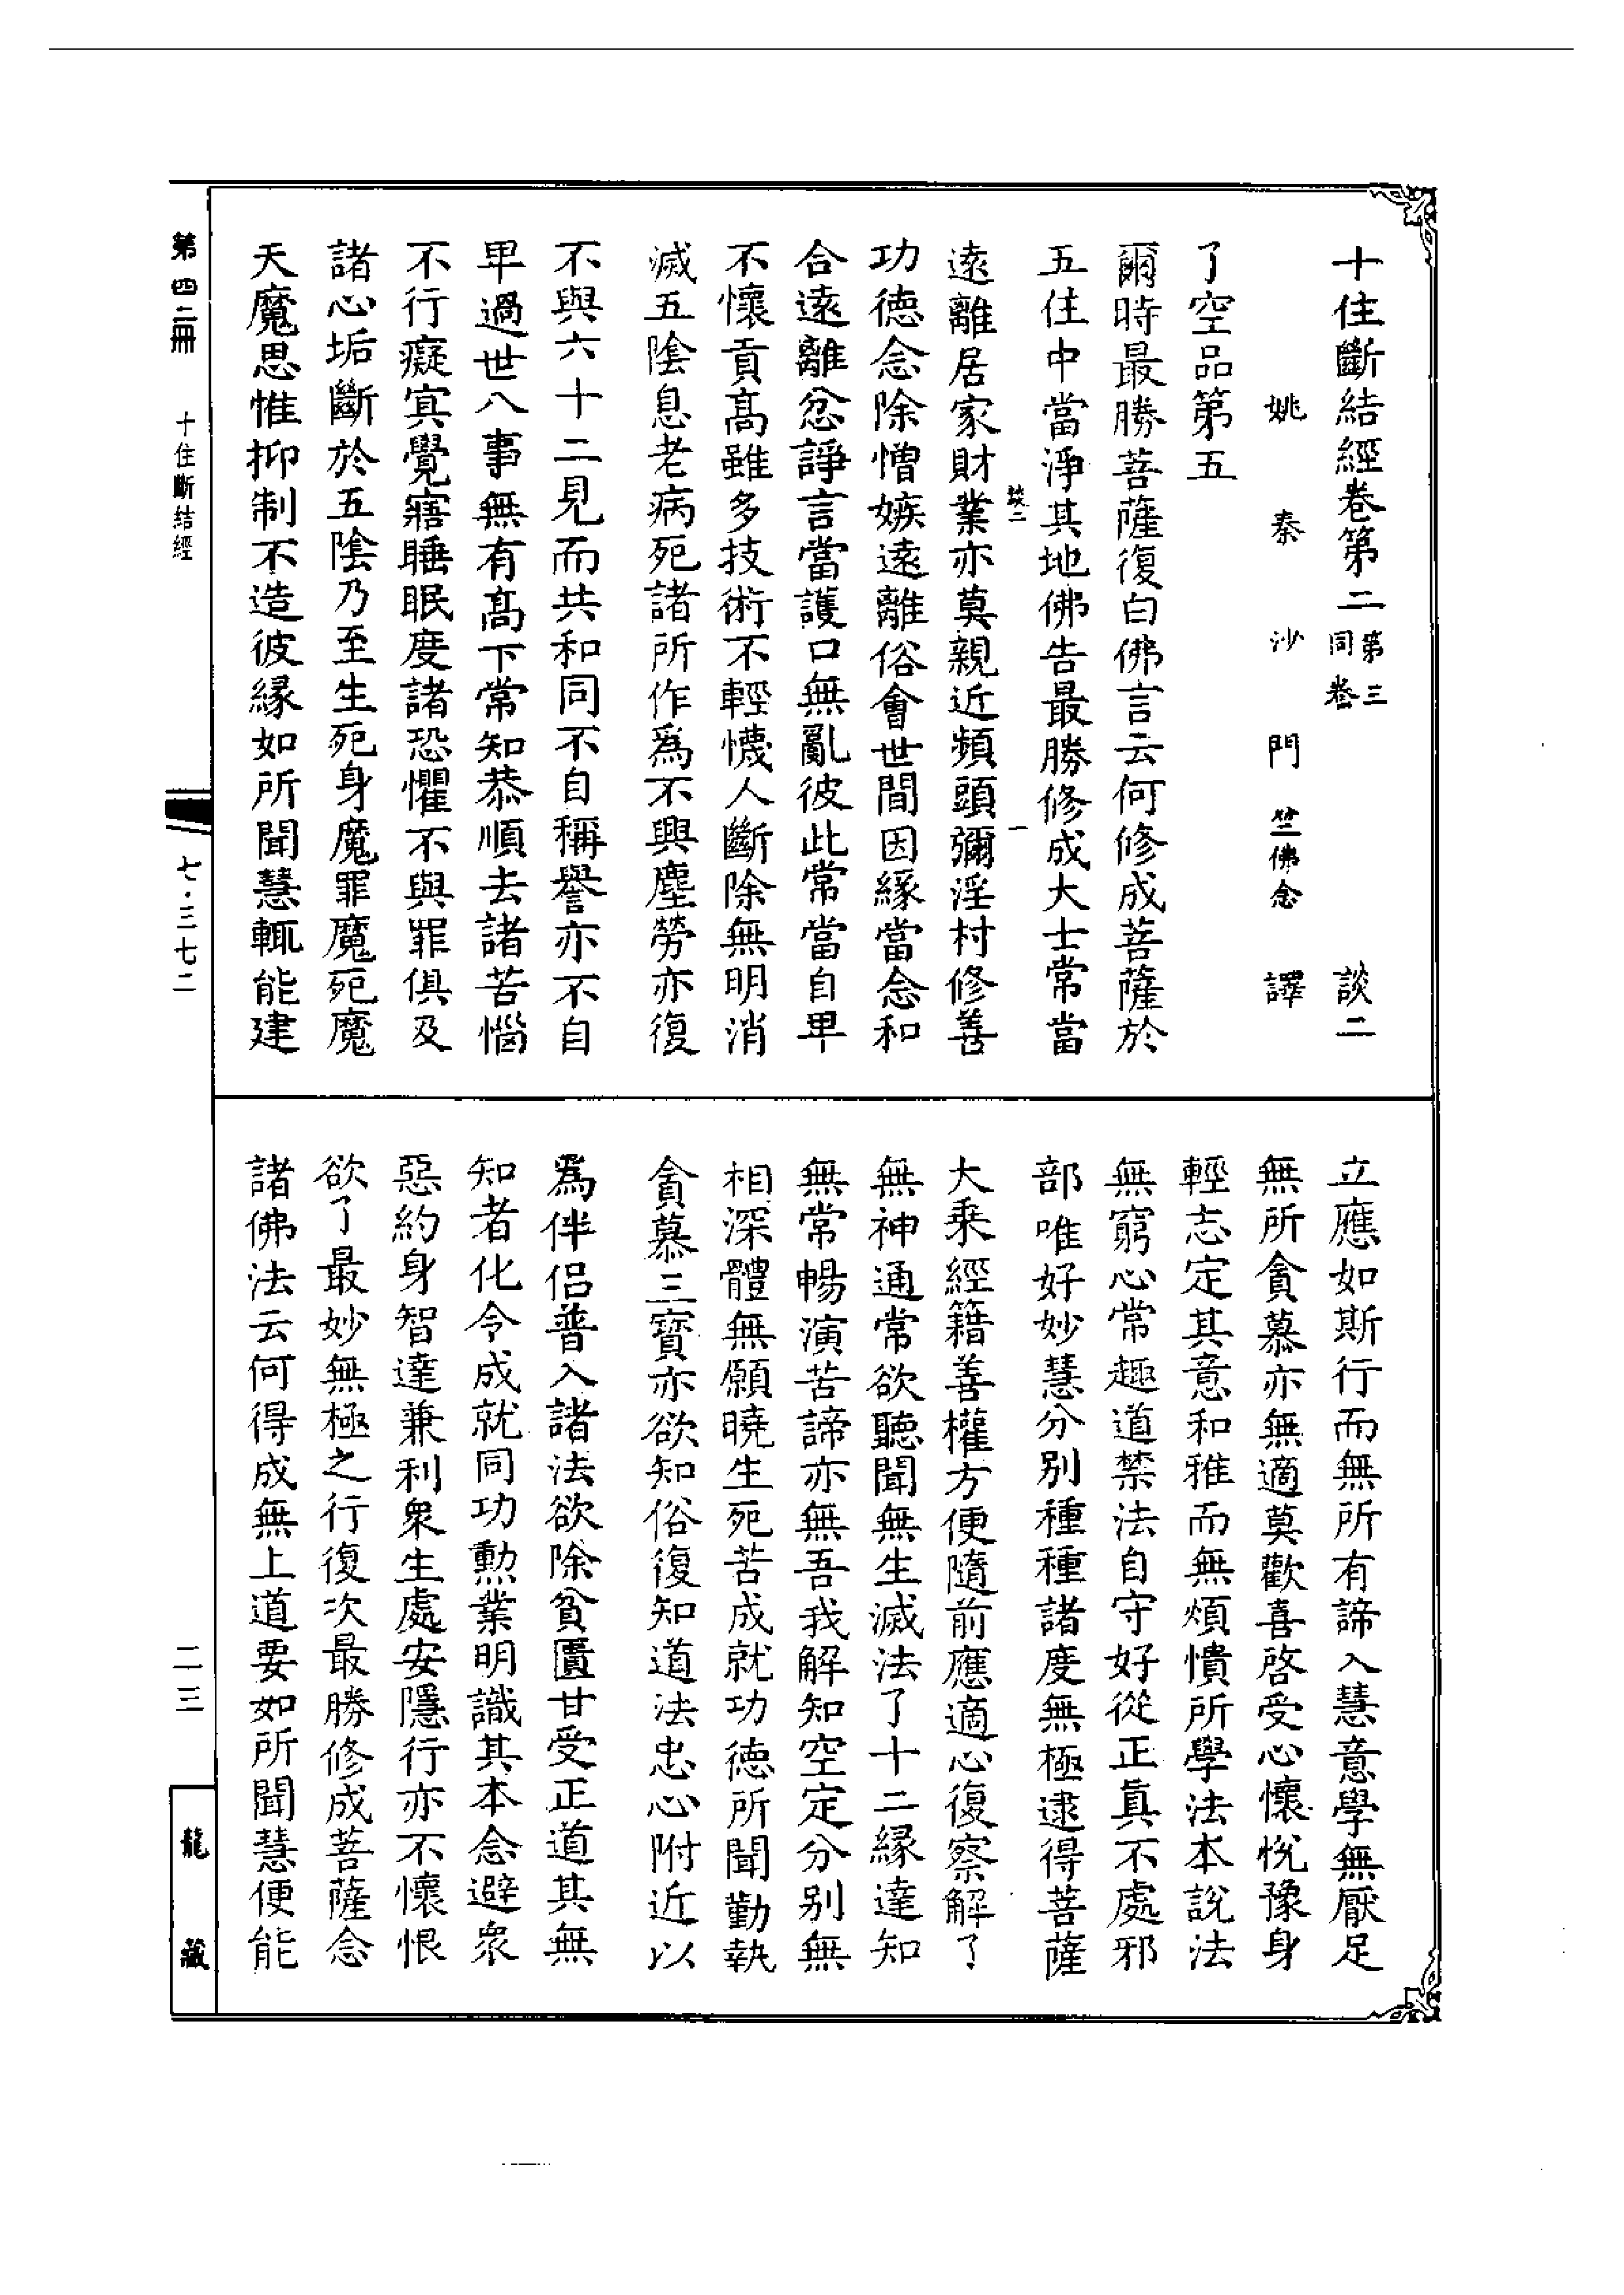 十住斷結經卷第二第三同卷 談二
姚秦沙門竺佛念譯
了空品第五
爾時最勝菩薩復白佛言云何修成菩薩於
五住中當淨其地佛告最勝修成大士常當
談二 一
遠離居家財業亦莫親近頻頭彌淫村修善
功德念除憎嫉遠離俗會世間因緣當念和
合遠離忿諍言當護口無亂彼此常當自卑
不懷貢高雖多技術不輕懱人斷除無明消
滅五陰息老病死諸所作為不興塵勞亦復
不與六十二見而共和同不自稱譽亦不自
卑過世八事無有高下常知恭順去諸苦惱
不行癡冥覺寤睡眠度諸恐懼不與罪俱及
諸心垢斷於五陰乃至生死身魔罪魔死魔
天魔思惟抑制不造彼緣如所聞慧輒能建
立應如斯行而無所有諦入慧意學無厭足
無所貪慕亦無適莫歡喜啓受心懷悅豫身
輕志定其意和雅而無煩憒所學法本說法
無窮心常趣道禁法自守好從正真不處邪
部唯好妙慧分別種種諸度無極逮得菩薩
大乘經籍善權方便隨前應適心復察解了
無神通常欲聽聞無生滅法了十二緣達知
無常暢演苦諦亦無吾我解知空定分別無
相深體無願曉生死苦成就功德所聞勤執
貪慕三寶亦欲知俗復知道法忠心附近以
為伴侣普入諸法欲除貧匱甘受正道其無
知者化令成就同功勲業明識其本念避眾
惡約身智達兼利衆生處安隱行亦不懷恨
欲了最妙無極之行復次最勝修成菩薩念
諸佛法云何得成無上道要如所聞慧便能
第四二冊 十住斷結經 七·三七二
二三
龍藏